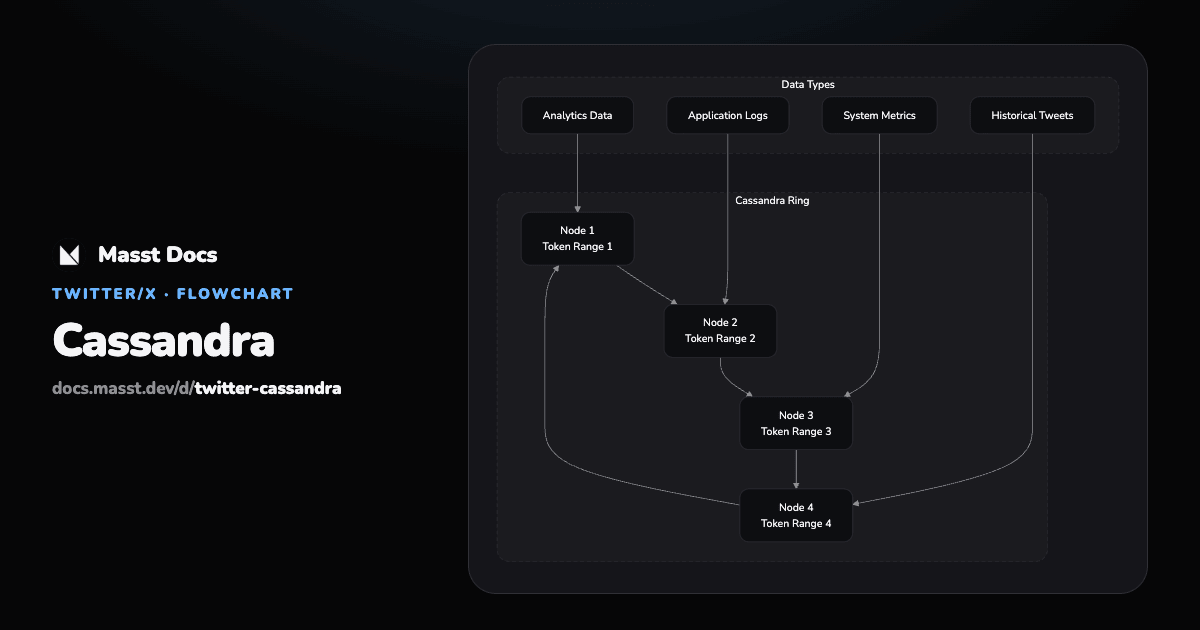 Masst Docs
TWITTER/X · FLOWCHART
Cassandra
docs.masst.dev/d/twitter-cassandra
Data Types
Analytics Data
Application Logs
System Metrics
Historical Tweets
Cassandra Ring
Node 1
Token Range 1
Node 2
Token Range 2
Node 3
Token Range 3
Node 4
Token Range 4